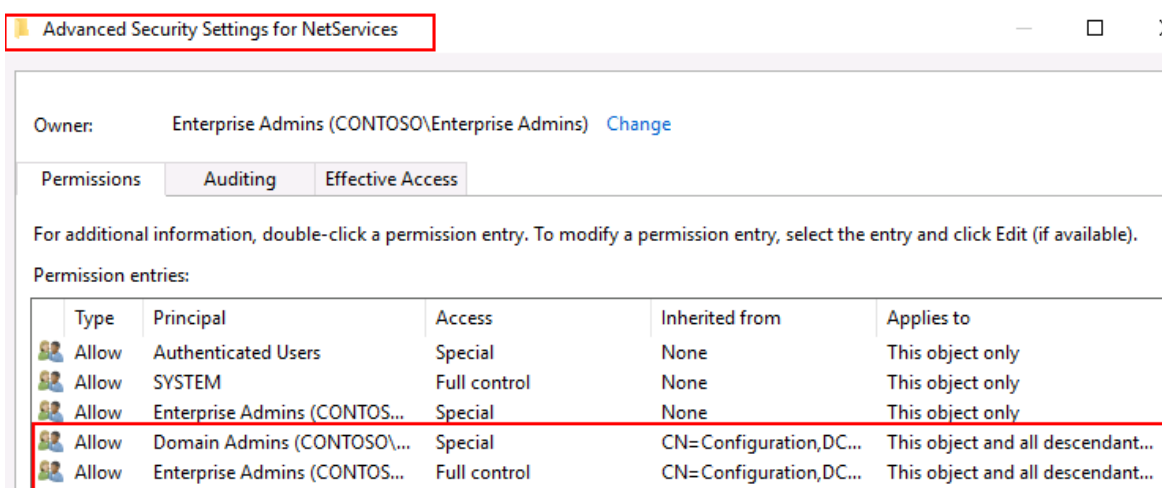 Advanced Security Settings for NetServices
Owner: Enterprise Admins (CONTOSO\Enterprise Admins) Change
Permissions Auditing Effective Access
For additional information, double-click a permission entry. To modify a permission entry, select the entry and click Edit (if available).
Permission entries:
Type Principal Access Inherited from Applies to
Allow Authenticated Users Special None This object only
Allow SYSTEM Full control None This object only
Allow Enterprise Admins (CONTOS... Special None This object only
Allow Domain Admins (CONTOSO\... Special CN=Configuration,DC... This object and all descendant...
Allow Enterprise Admins (CONTOS... Full control CN=Configuration,DC... This object and all descendant...